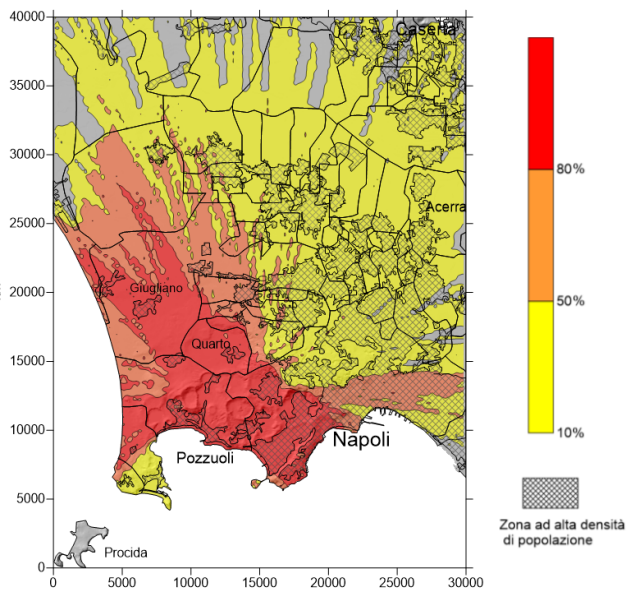 40000
35000
30000
25000
20000
15000
10000
5000
0
0 5000 10000 15000 20000 25000 30000
Caserta
Acerra
Giugliano
Quarto
Napoli
Pozzuoli
Procida
80%
50%
10%
Zona ad alta densità
di popolazione